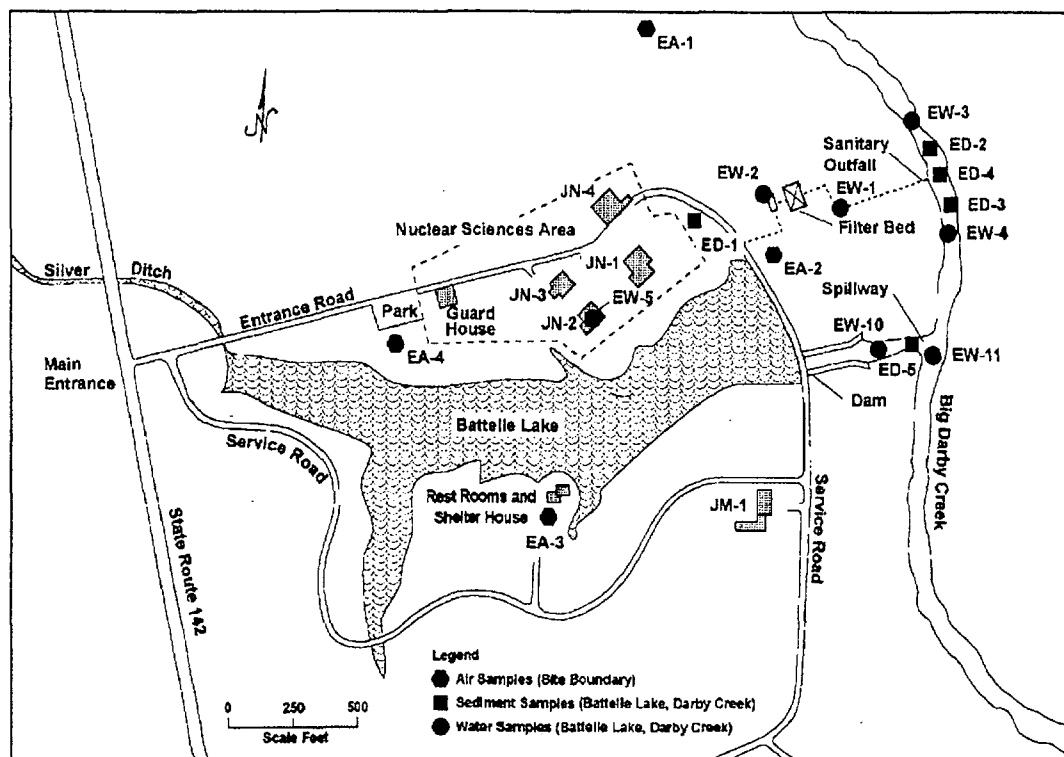 EA-1
N
EW-3
ED-2
Sanitary
Outfall
ED-4
EW-2
EW-1
JN-4
ED-3
Filter Bed
EW-4
Nuclear Sciences Area
ED-1
JN-1
EA-2
Silver Ditch
Spillway
JN-3
EW-5
Entrance Road
Park
Guard
House
JN-2
EW-10
EA-4
ED-5
EW-11
Main
Entrance
Dam
Battelle Lake
Service Road
Big Darby Creek
Rest Rooms and
Shelter House
JM-1
EA-3
Service Road
State Route 142
Legend
Air Samples (Site Boundary)
Sediment Samples (Battelle Lake, Darby Creek)
Water Samples (Battelle Lake, Darby Creek)
0 250 500
Scale Feet